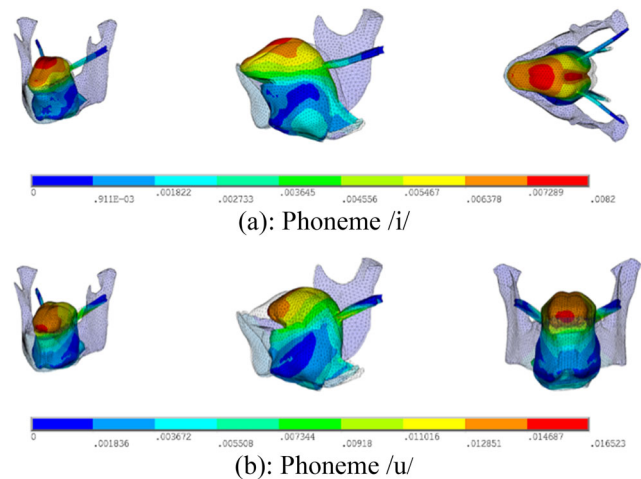 0 .911E-03 .001822 .002733 .003645 .004556 .005467 .006378 .007289 .0082
(a): Phoneme /i/
0 .001836 .003672 .005508 .007344 .00918 .011016 .012851 .014687 .016523
(b): Phoneme /u/